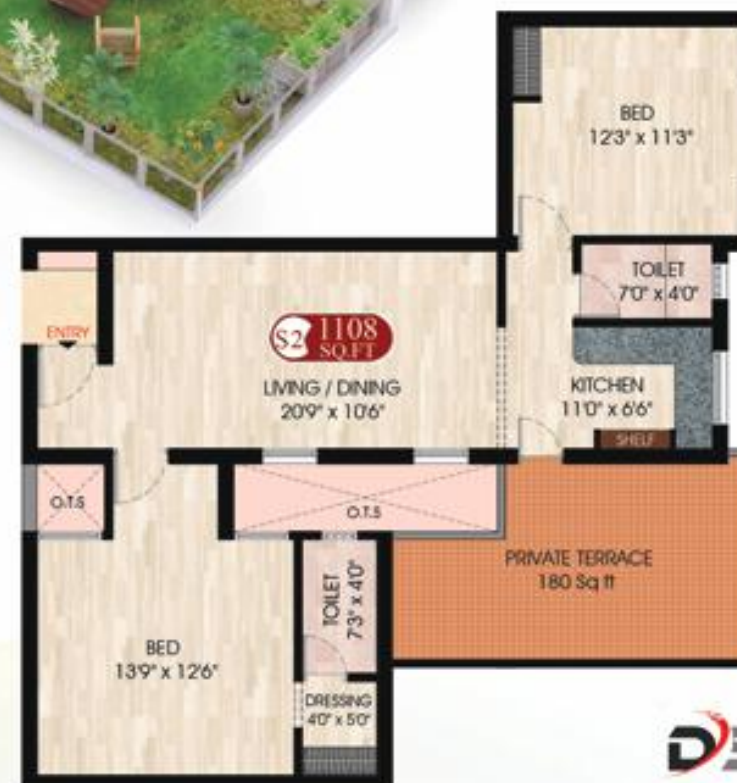 BED
12'3" x 11'3"
TOILET
7'0" x 4'0"
ENTRY
S2 1108
SQ.FT
LIVING / DINING
20'9" x 10'6"
KITCHEN
11'0" x 6'6"
SHELF
O.T.S
O.T.S
PRIVATE TERRACE
180 Sq ft
TOILET
7'3" x 4'0"
BED
13'9" x 12'6"
DRESSING
4'0" x 5'0"
D